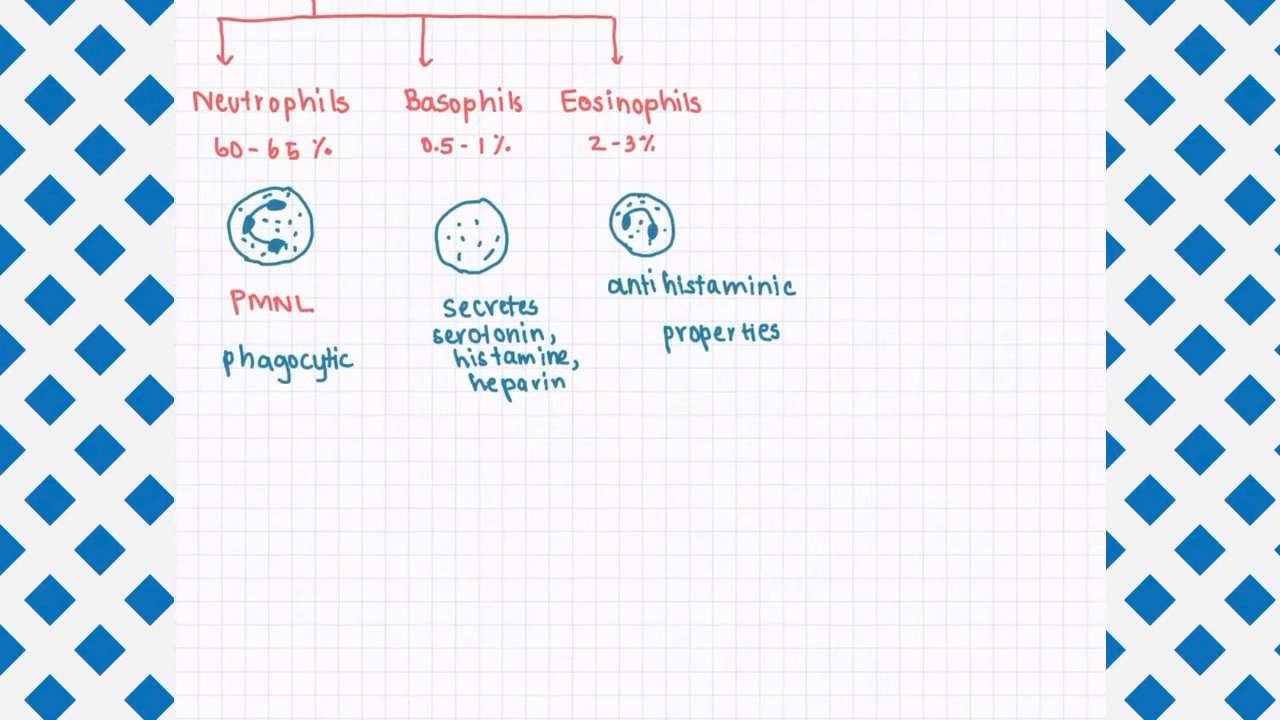 Neutrophils Basophils Eosinophils
60-65% 0.5-1% 2-3%
PMNL
phagocytic
secretes
serotonin,
histamine,
heparin
antihistaminic
properties